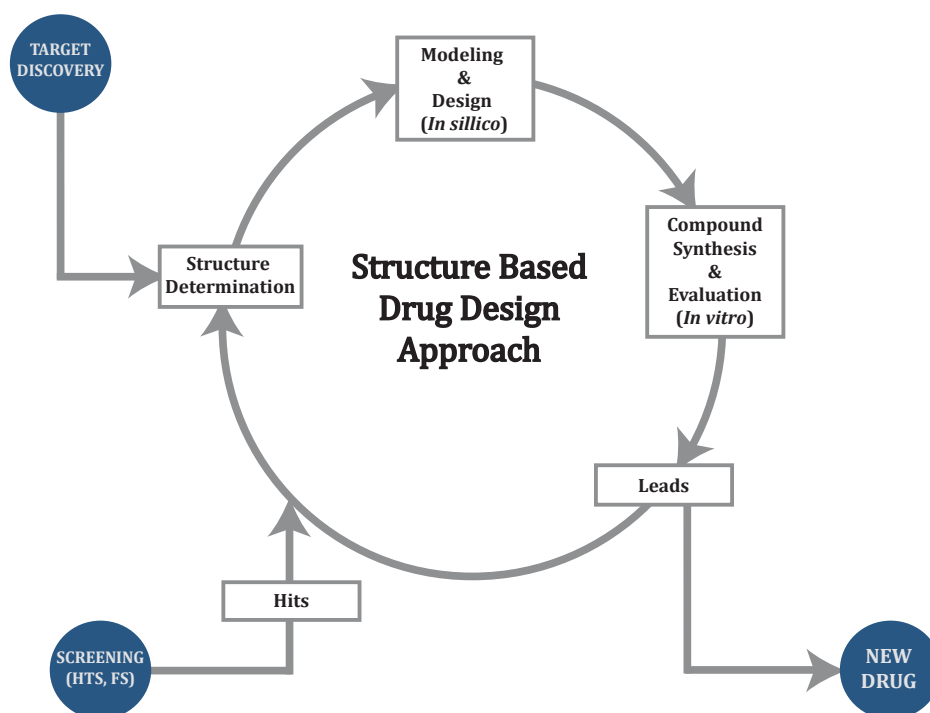 TARGET
DISCOVERY
Modeling
&
Design
(In sillico)
Compound
Synthesis
&
Evaluation
(In vitro)
Structure
Determination
Structure Based
Drug Design
Approach
Leads
Hits
SCREENING
(HTS, FS)
NEW
DRUG